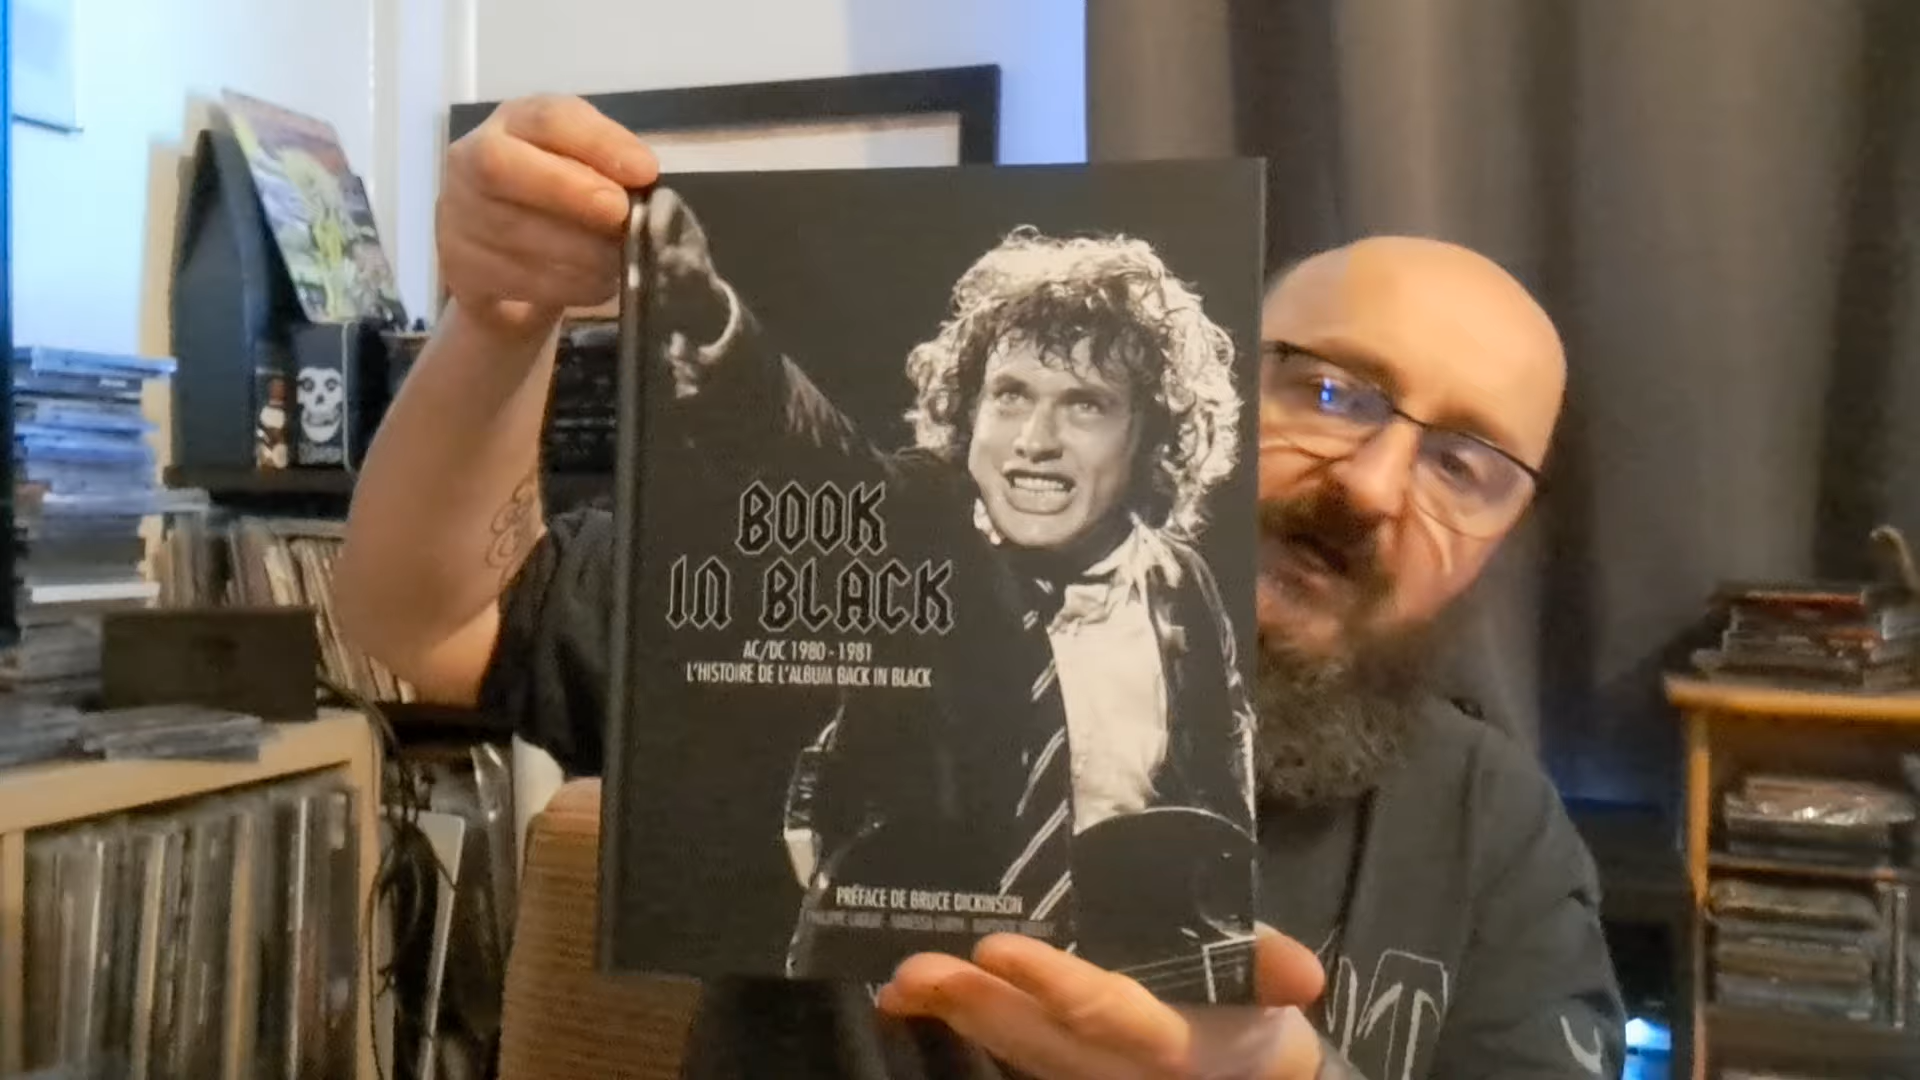 BOOK
IN BLACK
AC/DC 1980-1981
L'HISTOIRE DE L'ALBUM BACK IN BLACK
PRÉFACE DE BRUCE DICKINSON